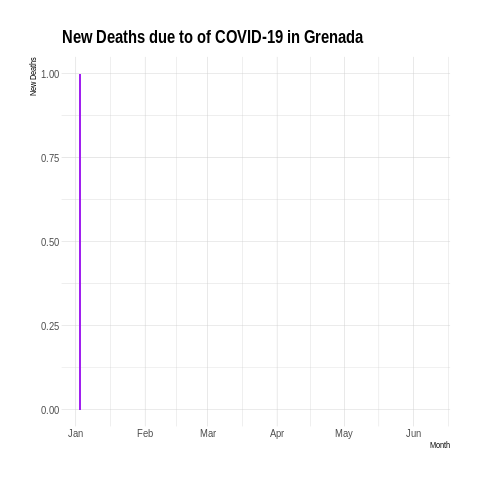 New Deaths due to of COVID-19 in Grenada
New Deaths
1.00
0.75
0.50
0.25
0.00
Jan Feb Mar Apr May Jun
Month